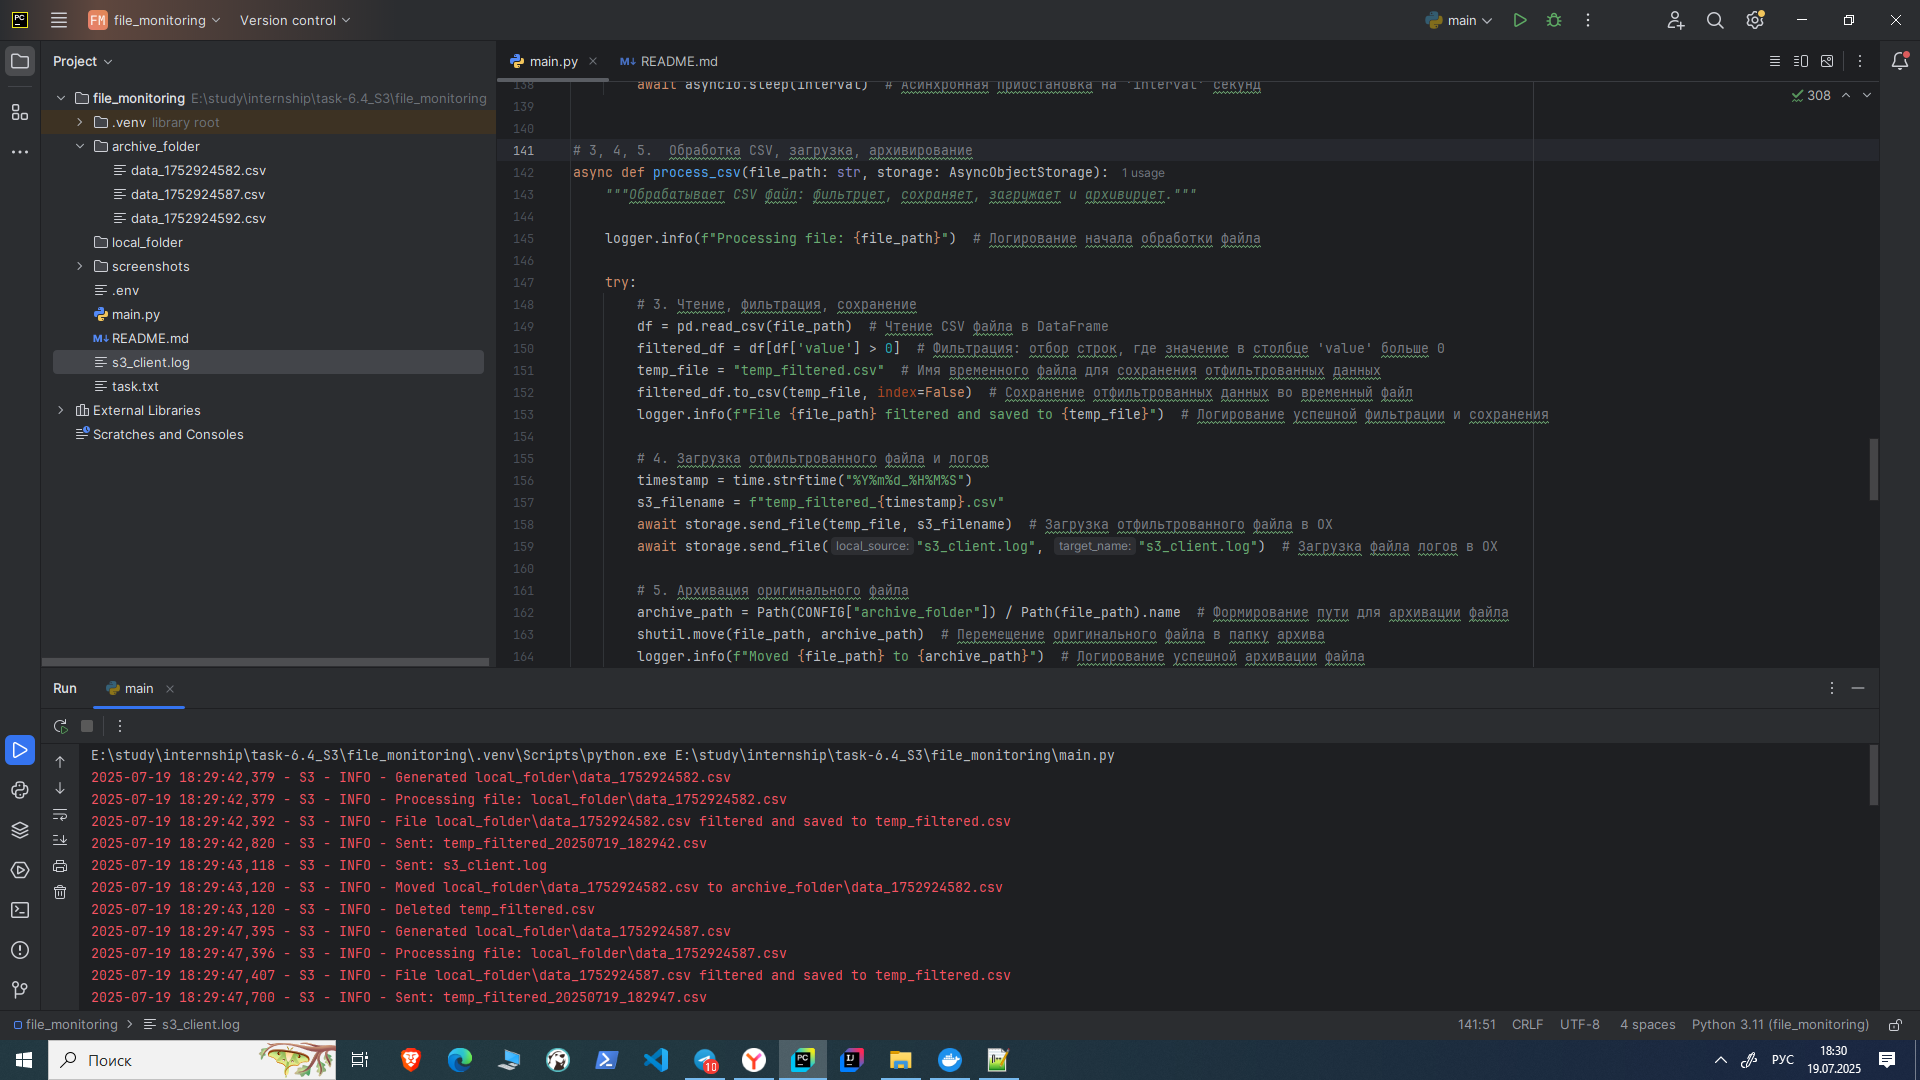 PC
FM file_monitoring
Version control
main
Project
main.py
README.md
file_monitoring E:\study\internship\task-6.4_S3\file_monitoring
.venv library root
archive_folder
data_1752924582.csv
data_1752924587.csv
data_1752924592.csv
local_folder
screenshots
.env
main.py
README.md
s3_client.log
task.txt
External Libraries
Scratches and Consoles
308
138 await asyncio.sleep(interval)  # Асинхронная приостановка на 'interval' секунд
139
140
141 # 3, 4, 5.  Обработка CSV, загрузка, архивирование
142 async def process_csv(file_path: str, storage: AsyncObjectStorage): 1 usage
143 """Обрабатывает CSV файл: фильтрует, сохраняет, загружает и архивирует."""
144
145 logger.info(f"Processing file: {file_path}")  # Логирование начала обработки файла
146
147 try:
148 # 3. Чтение, фильтрация, сохранение
149 df = pd.read_csv(file_path)  # Чтение CSV файла в DataFrame
150 filtered_df = df[df['value'] > 0]  # Фильтрация: отбор строк, где значение в столбце 'value' больше 0
151 temp_file = "temp_filtered.csv"  # Имя временного файла для сохранения отфильтрованных данных
152 filtered_df.to_csv(temp_file, index=False)  # Сохранение отфильтрованных данных во временный файл
153 logger.info(f"File {file_path} filtered and saved to {temp_file}")  # Логирование успешной фильтрации и сохранения
154
155 # 4. Загрузка отфильтрованного файла и логов
156 timestamp = time.strftime("%Y%m%d_%H%M%S")
157 s3_filename = f"temp_filtered_{timestamp}.csv"
158 await storage.send_file(temp_file, s3_filename)  # Загрузка отфильтрованного файла в ОХ
159 await storage.send_file( local_source: "s3_client.log", target_name: "s3_client.log")  # Загрузка файла логов в ОХ
160
161 # 5. Архивация оригинального файла
162 archive_path = Path(CONFIG["archive_folder"]) / Path(file_path).name  # Формирование пути для архивации файла
163 shutil.move(file_path, archive_path)  # Перемещение оригинального файла в папку архива
164 logger.info(f"Moved {file_path} to {archive_path}")  # Логирование успешной архивации файла
Run
main
E:\study\internship\task-6.4_S3\file_monitoring\.venv\Scripts\python.exe E:\study\internship\task-6.4_S3\file_monitoring\main.py
2025-07-19 18:29:42,379 - S3 - INFO - Generated local_folder\data_1752924582.csv
2025-07-19 18:29:42,379 - S3 - INFO - Processing file: local_folder\data_1752924582.csv
2025-07-19 18:29:42,392 - S3 - INFO - File local_folder\data_1752924582.csv filtered and saved to temp_filtered.csv
2025-07-19 18:29:42,820 - S3 - INFO - Sent: temp_filtered_20250719_182942.csv
2025-07-19 18:29:43,118 - S3 - INFO - Sent: s3_client.log
2025-07-19 18:29:43,120 - S3 - INFO - Moved local_folder\data_1752924582.csv to archive_folder\data_1752924582.csv
2025-07-19 18:29:43,120 - S3 - INFO - Deleted temp_filtered.csv
2025-07-19 18:29:47,395 - S3 - INFO - Generated local_folder\data_1752924587.csv
2025-07-19 18:29:47,396 - S3 - INFO - Processing file: local_folder\data_1752924587.csv
2025-07-19 18:29:47,407 - S3 - INFO - File local_folder\data_1752924587.csv filtered and saved to temp_filtered.csv
2025-07-19 18:29:47,700 - S3 - INFO - Sent: temp_filtered_20250719_182947.csv
file_monitoring > s3_client.log
141:51 CRLF UTF-8 4 spaces Python 3.11 (file_monitoring)
Поиск
10
PC
IJ
РУС
18:30
19.07.2025